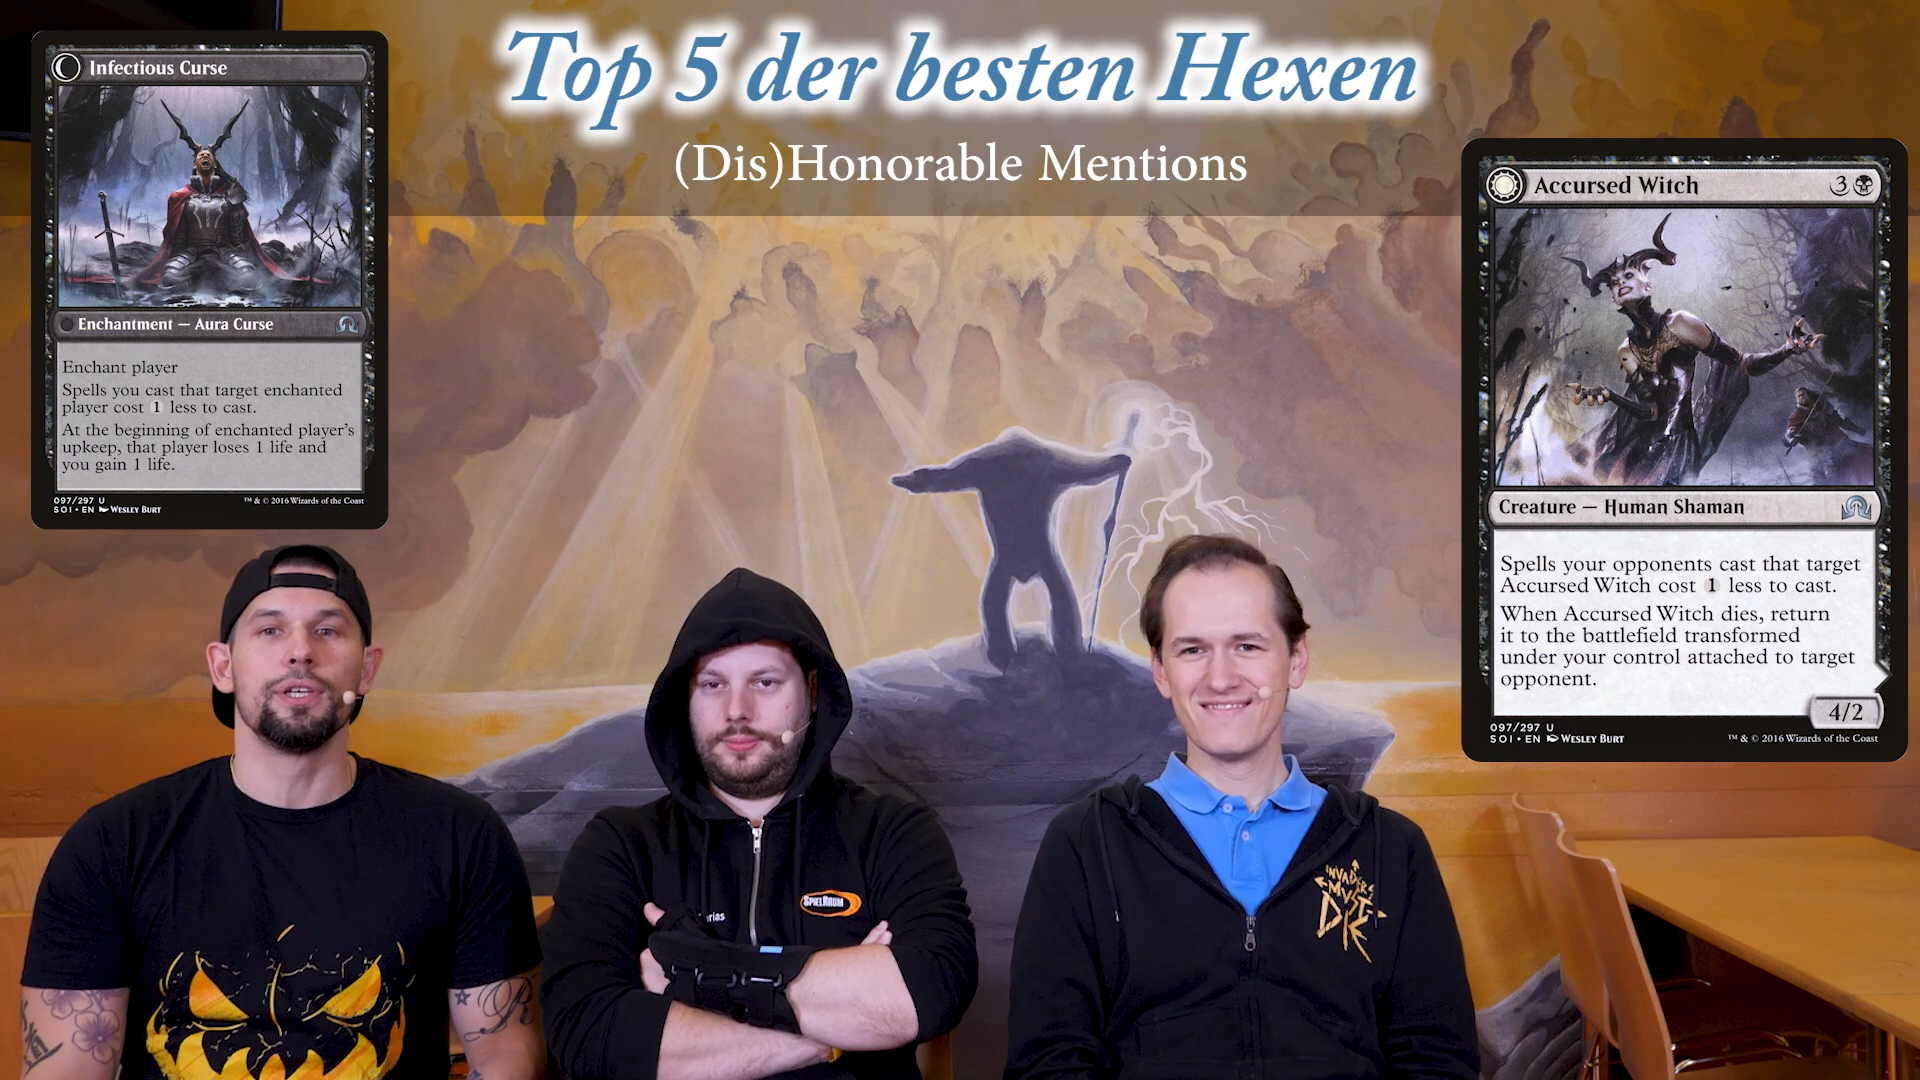 Top 5 der besten Hexen
(Dis)Honorable Mentions
Infectious Curse
Enchantment — Aura Curse
Enchant player
Spells you cast that target enchanted
player cost 1 less to cast.
At the beginning of enchanted player's
upkeep, that player loses 1 life and
you gain 1 life.
097/297 U
SOI • EN Wesley Burt
™ & © 2016 Wizards of the Coast
Accursed Witch
3
Creature — Human Shaman
Spells your opponents cast that target
Accursed Witch cost 1 less to cast.
When Accursed Witch dies, return
it to the battlefield transformed
under your control attached to target
opponent.
4/2
097/297 U
SOI • EN Wesley Burt
™ & © 2016 Wizards of the Coast
SPIELRAUM
INVADERS
MUST
DIE